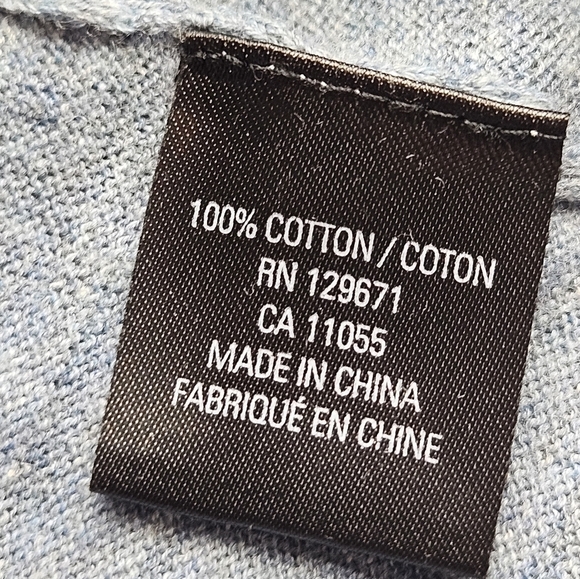 100% COTTON / COTON
RN 129671
CA 11055
MADE IN CHINA
FABRIQUÉ EN CHINE